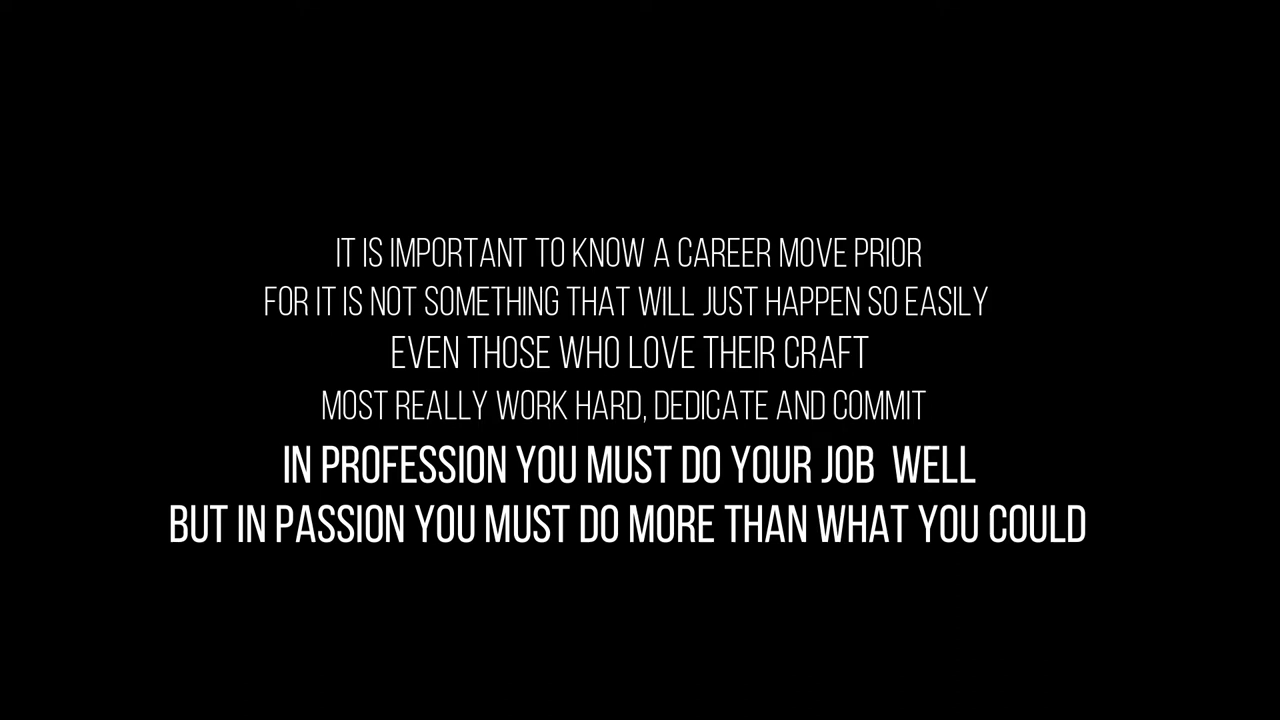 IT IS IMPORTANT TO KNOW A CAREER MOVE PRIOR
FOR IT IS NOT SOMETHING THAT WILL JUST HAPPEN SO EASILY
EVEN THOSE WHO LOVE THEIR CRAFT
MOST REALLY WORK HARD, DEDICATE AND COMMIT
IN PROFESSION YOU MUST DO YOUR JOB  WELL
BUT IN PASSION YOU MUST DO MORE THAN WHAT YOU COULD